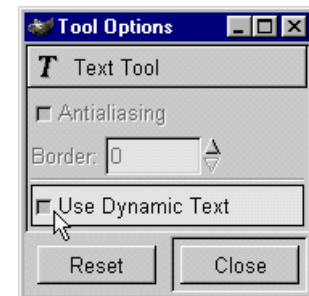 Tool Options
T Text Tool
Antialiasing
Border: 0
Use Dynamic Text
Reset Close